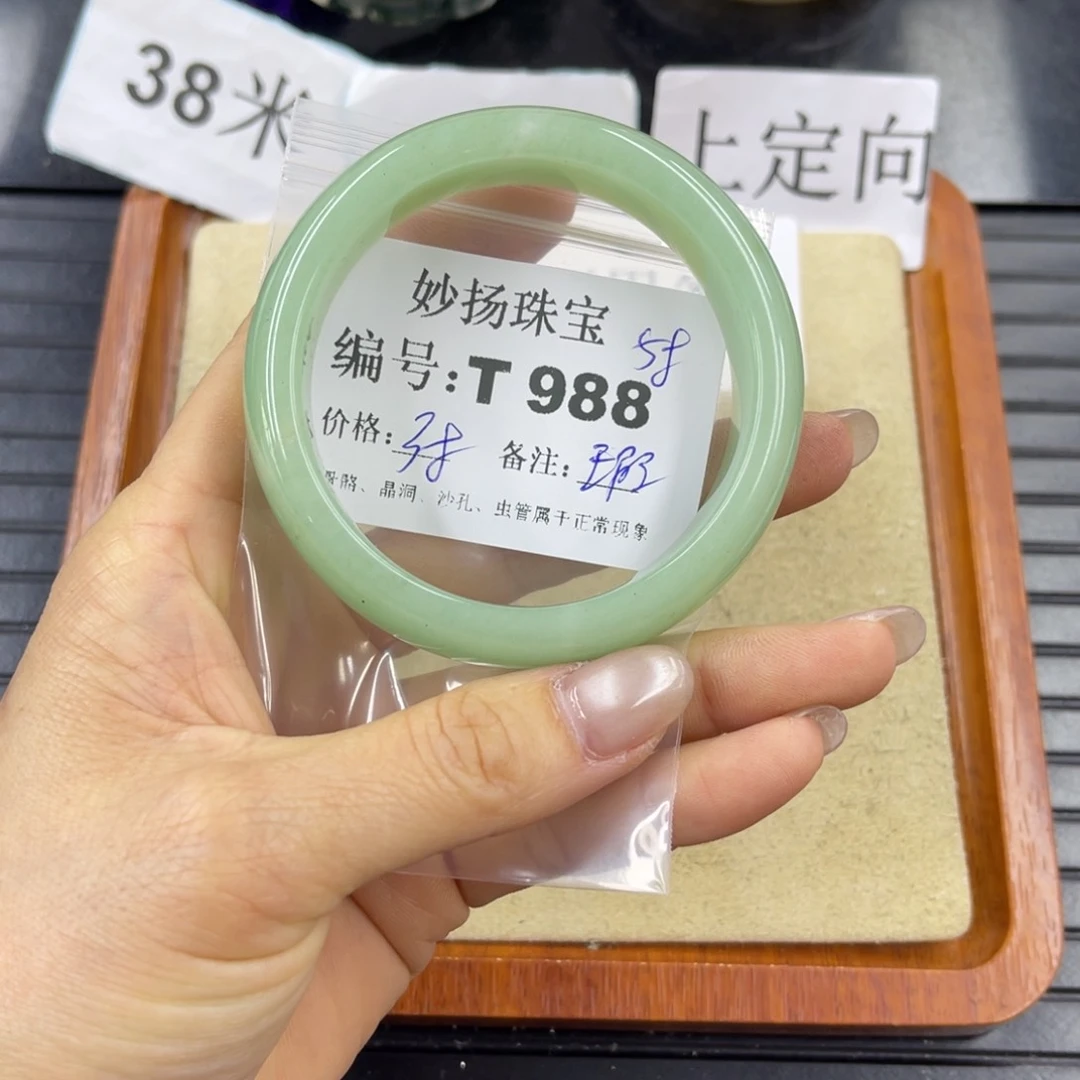 38米
上定向
妙扬珠宝
58
编号:T 988
价格:38 备注:
晶洞、沙孔、虫管属于正常现象